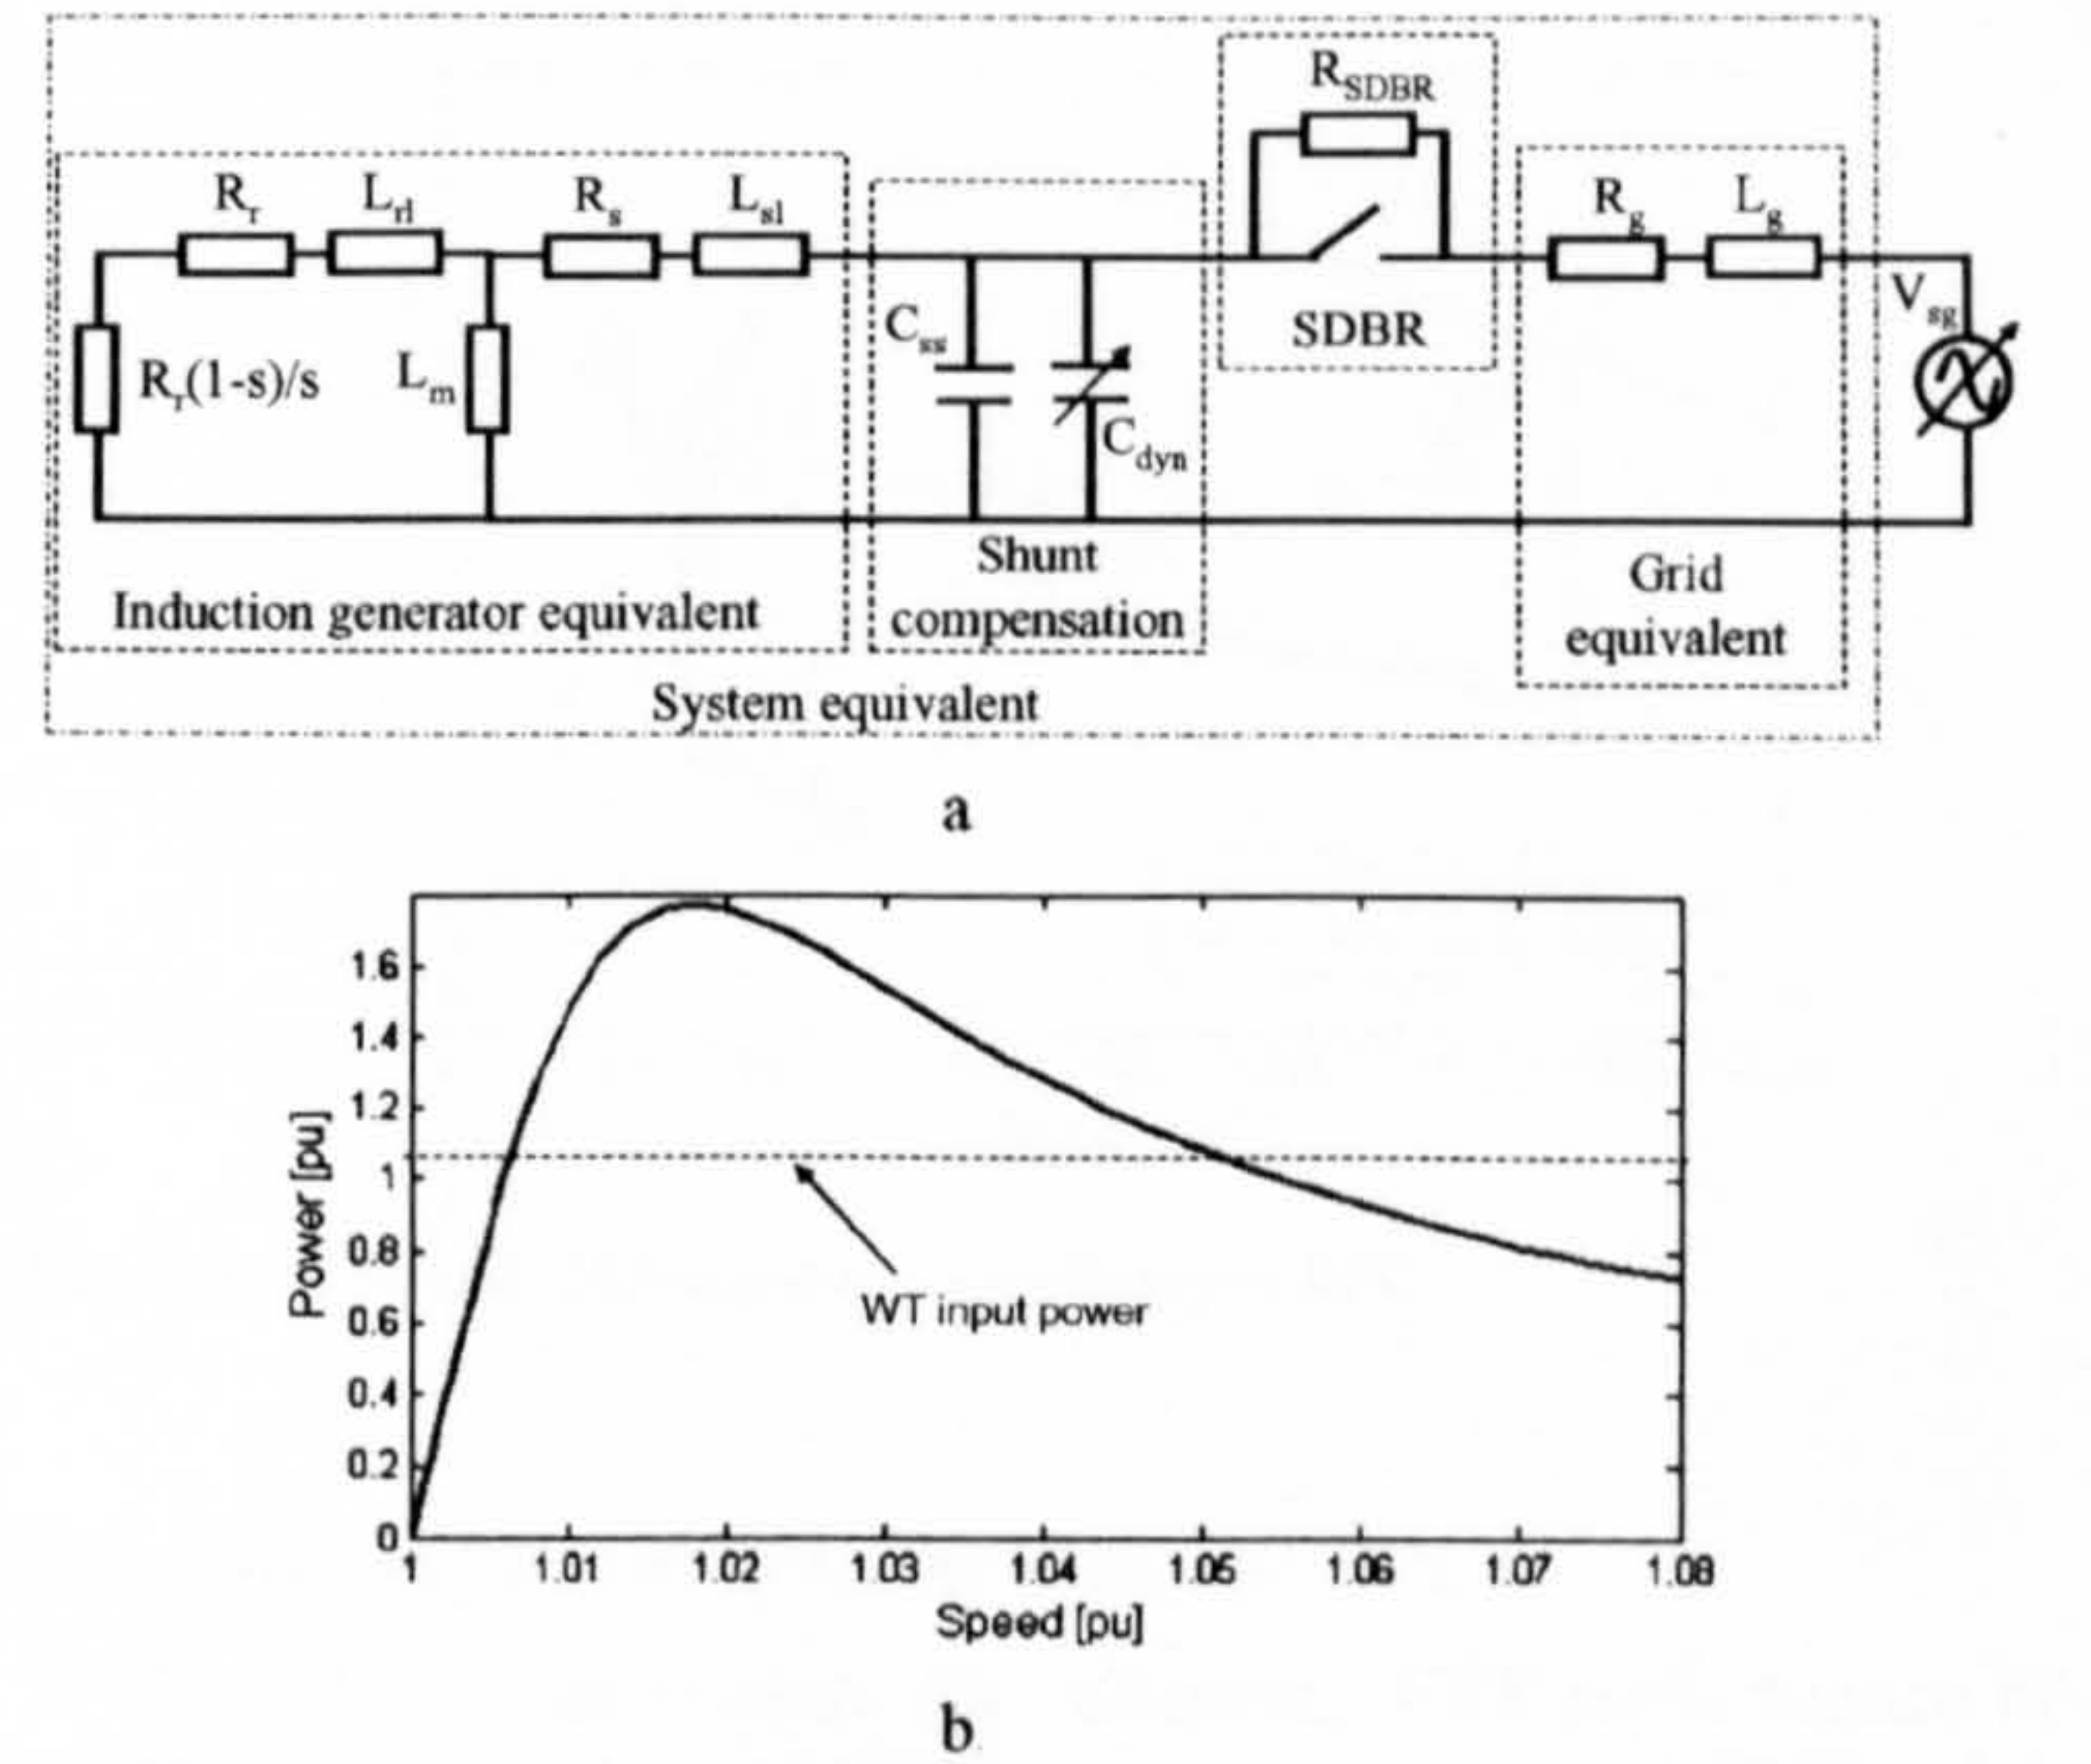 R_SDBR
R_r L_rl R_s L_sl R_g L_g
C_ss SDBR V_sg
R_r(1-s)/s L_m
C_dyn
Shunt
compensation
Grid
equivalent
Induction generator equivalent
System equivalent
a
1.6
1.4
1.2
1
0.8
0.6
0.4
0.2
0
Power [pu]
WT input power
1 1.01 1.02 1.03 1.04 1.05 1.06 1.07 1.08
Speed [pu]
b